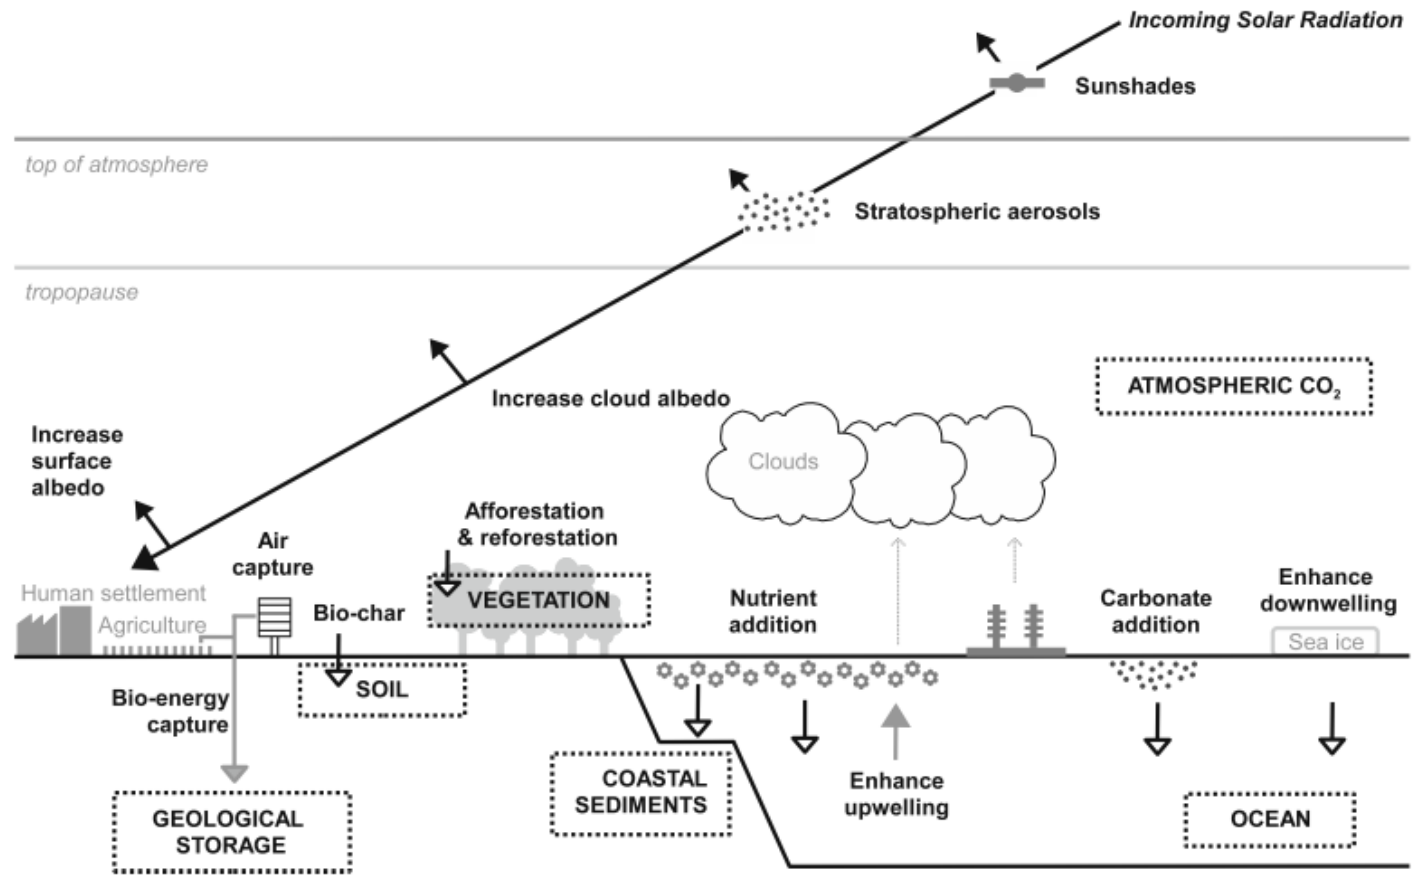 Incoming Solar Radiation
Sunshades
top of atmosphere
Stratospheric aerosols
tropopause
ATMOSPHERIC CO₂
Increase cloud albedo
Clouds
Increase
surface
albedo
Afforestation
& reforestation
Air
capture
Human settlement
Agriculture
Bio-char
VEGETATION
Nutrient
addition
Carbonate
addition
Enhance
downwelling
Sea ice
Bio-energy
capture
SOIL
COASTAL
SEDIMENTS
Enhance
upwelling
GEOLOGICAL
STORAGE
OCEAN